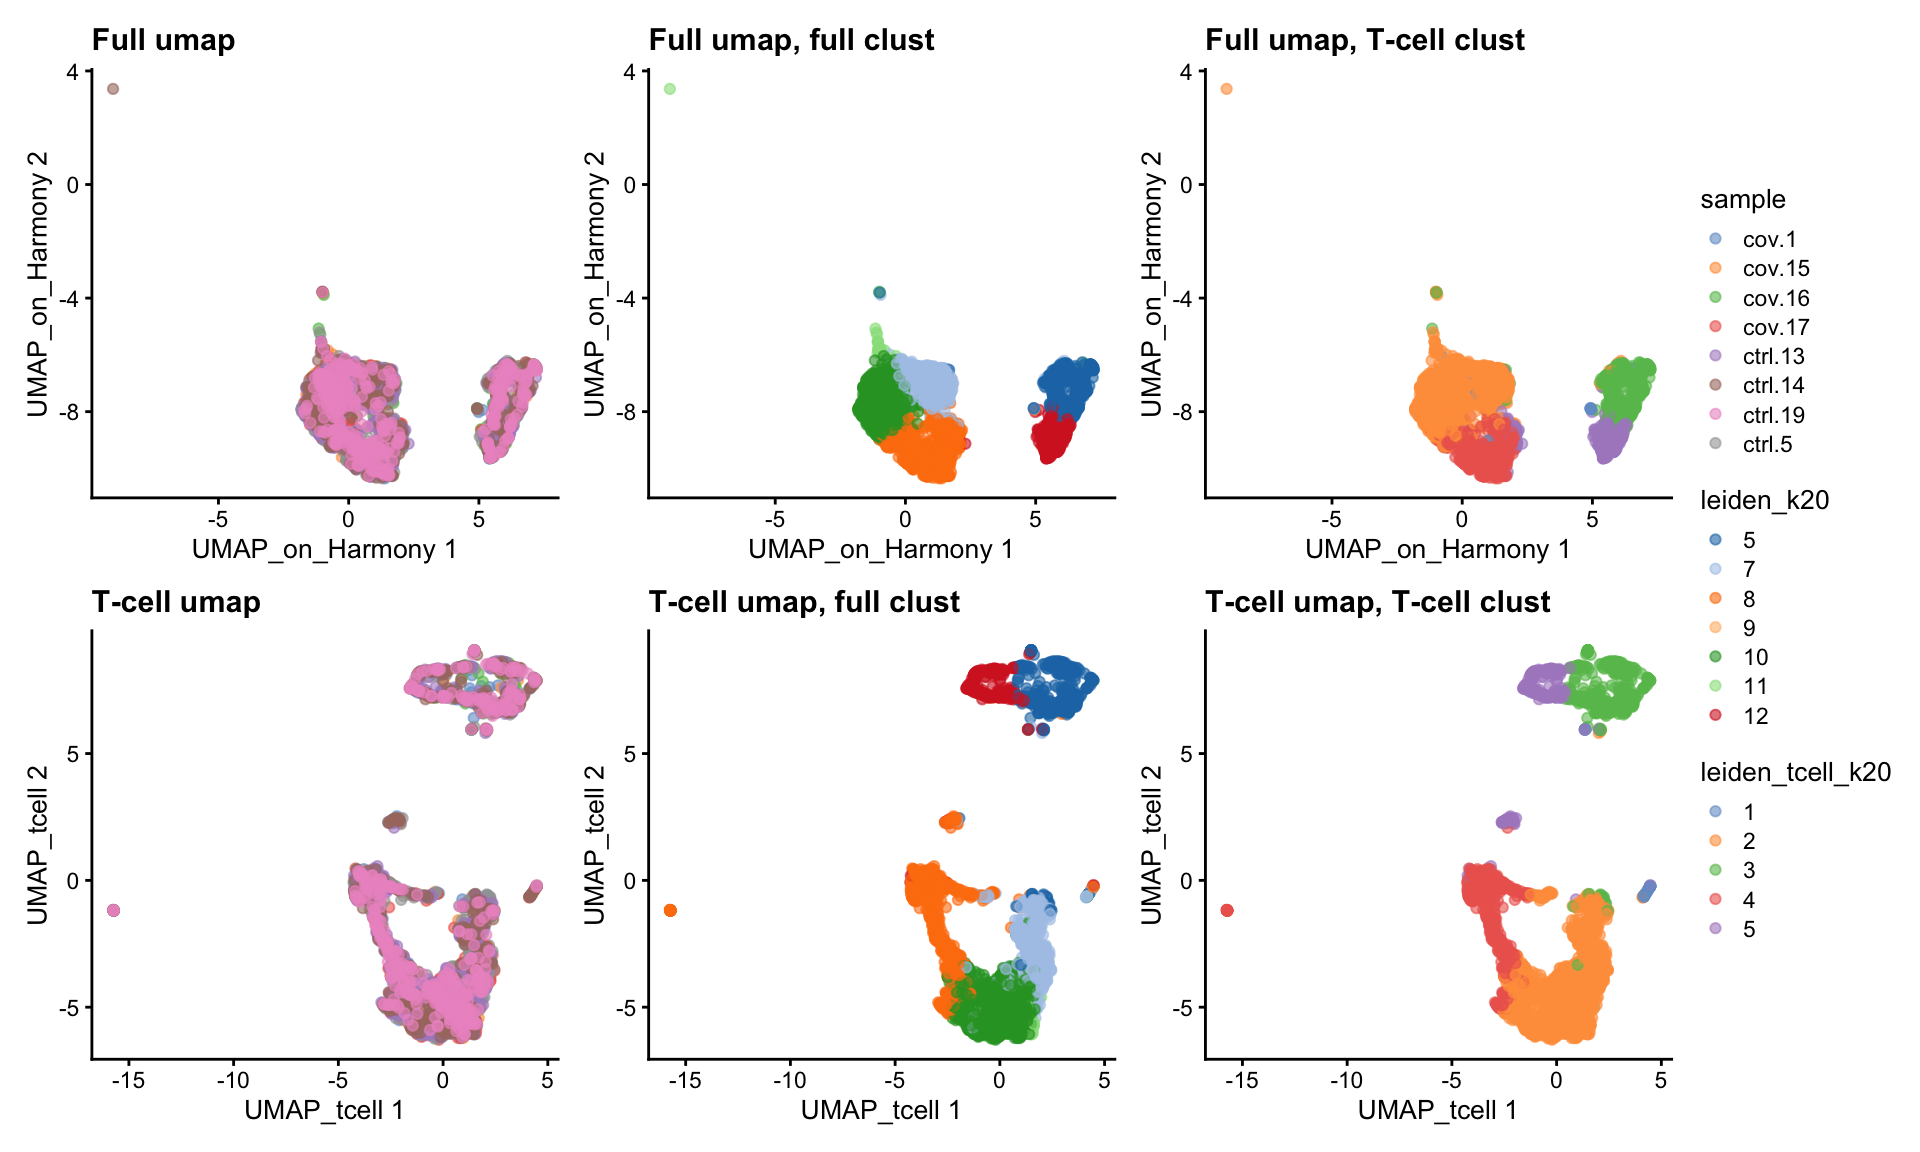 Full umap
Full umap, full clust
Full umap, T-cell clust
4
0
-4
-8
-5
0
5
UMAP_on_Harmony 1
UMAP_on_Harmony 2
4
0
-4
-8
-5
0
5
UMAP_on_Harmony 1
UMAP_on_Harmony 2
4
0
-4
-8
-5
0
5
UMAP_on_Harmony 1
UMAP_on_Harmony 2
T-cell umap
T-cell umap, full clust
T-cell umap, T-cell clust
5
0
-5
-15
-10
-5
0
5
UMAP_tcell 1
UMAP_tcell 2
5
0
-5
-15
-10
-5
0
5
UMAP_tcell 1
UMAP_tcell 2
5
0
-5
-15
-10
-5
0
5
UMAP_tcell 1
UMAP_tcell 2
sample
cov.1
cov.15
cov.16
cov.17
ctrl.13
ctrl.14
ctrl.19
ctrl.5
leiden_k20
5
7
8
9
10
11
12
leiden_tcell_k20
1
2
3
4
5